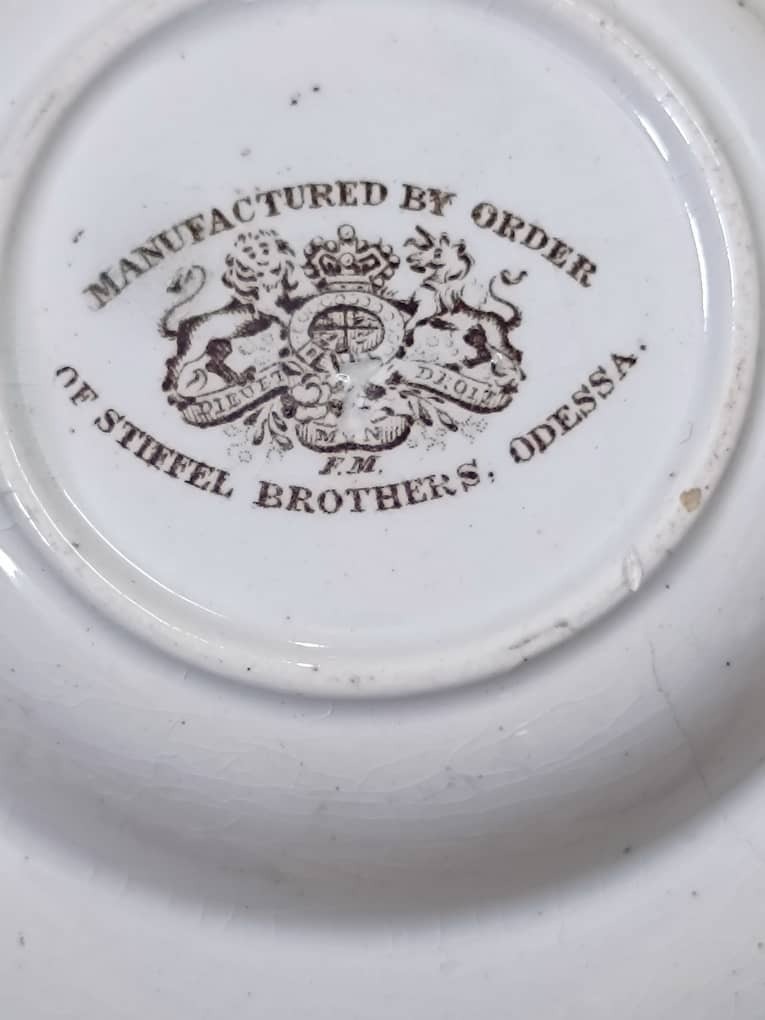 MANUFACTURED BY ORDER
DIEU ET DROIT
M N
F.M.
OF STIFFEL BROTHERS, ODESSA.